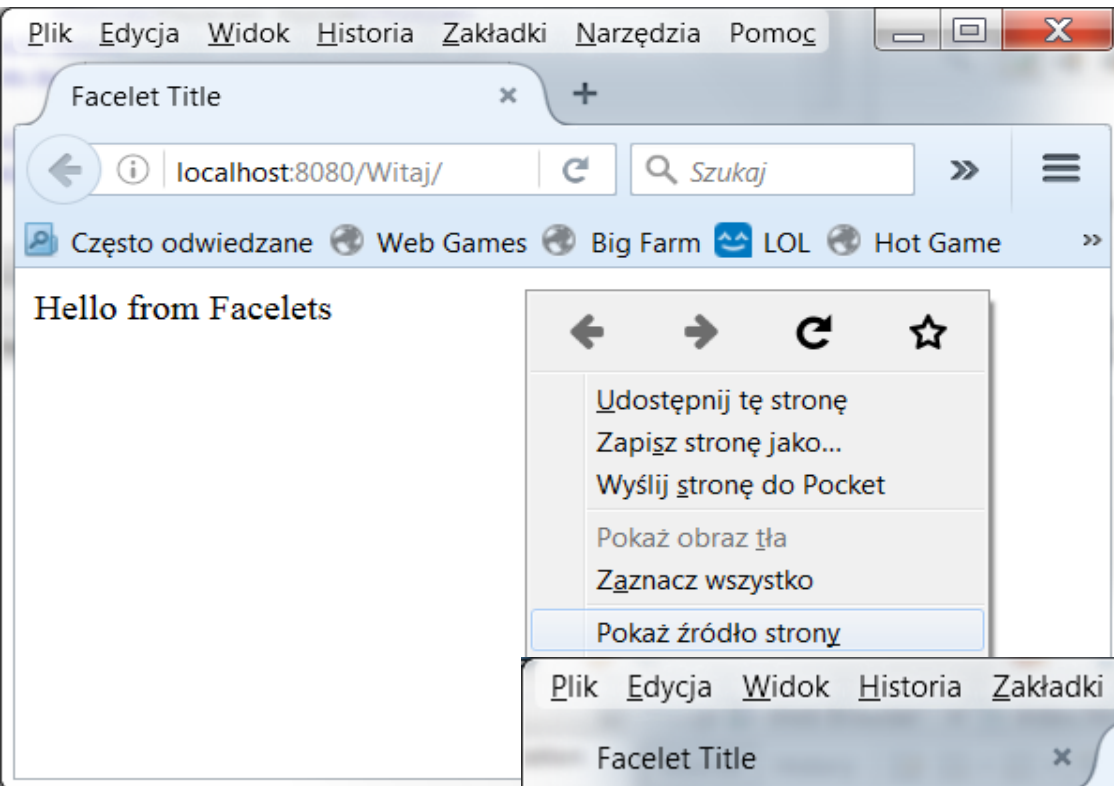 Plik Edycja Widok Historia Zakładki Narzędzia Pomoc
Facelet Title
localhost:8080/Witaj/ Szukaj
Często odwiedzane Web Games Big Farm LOL Hot Game
Hello from Facelets
Udostępnij tę stronę
Zapisz stronę jako...
Wyślij stronę do Pocket
Pokaż obraz tła
Zaznacz wszystko
Pokaż źródło strony
Plik Edycja Widok Historia Zakładki
Facelet Title